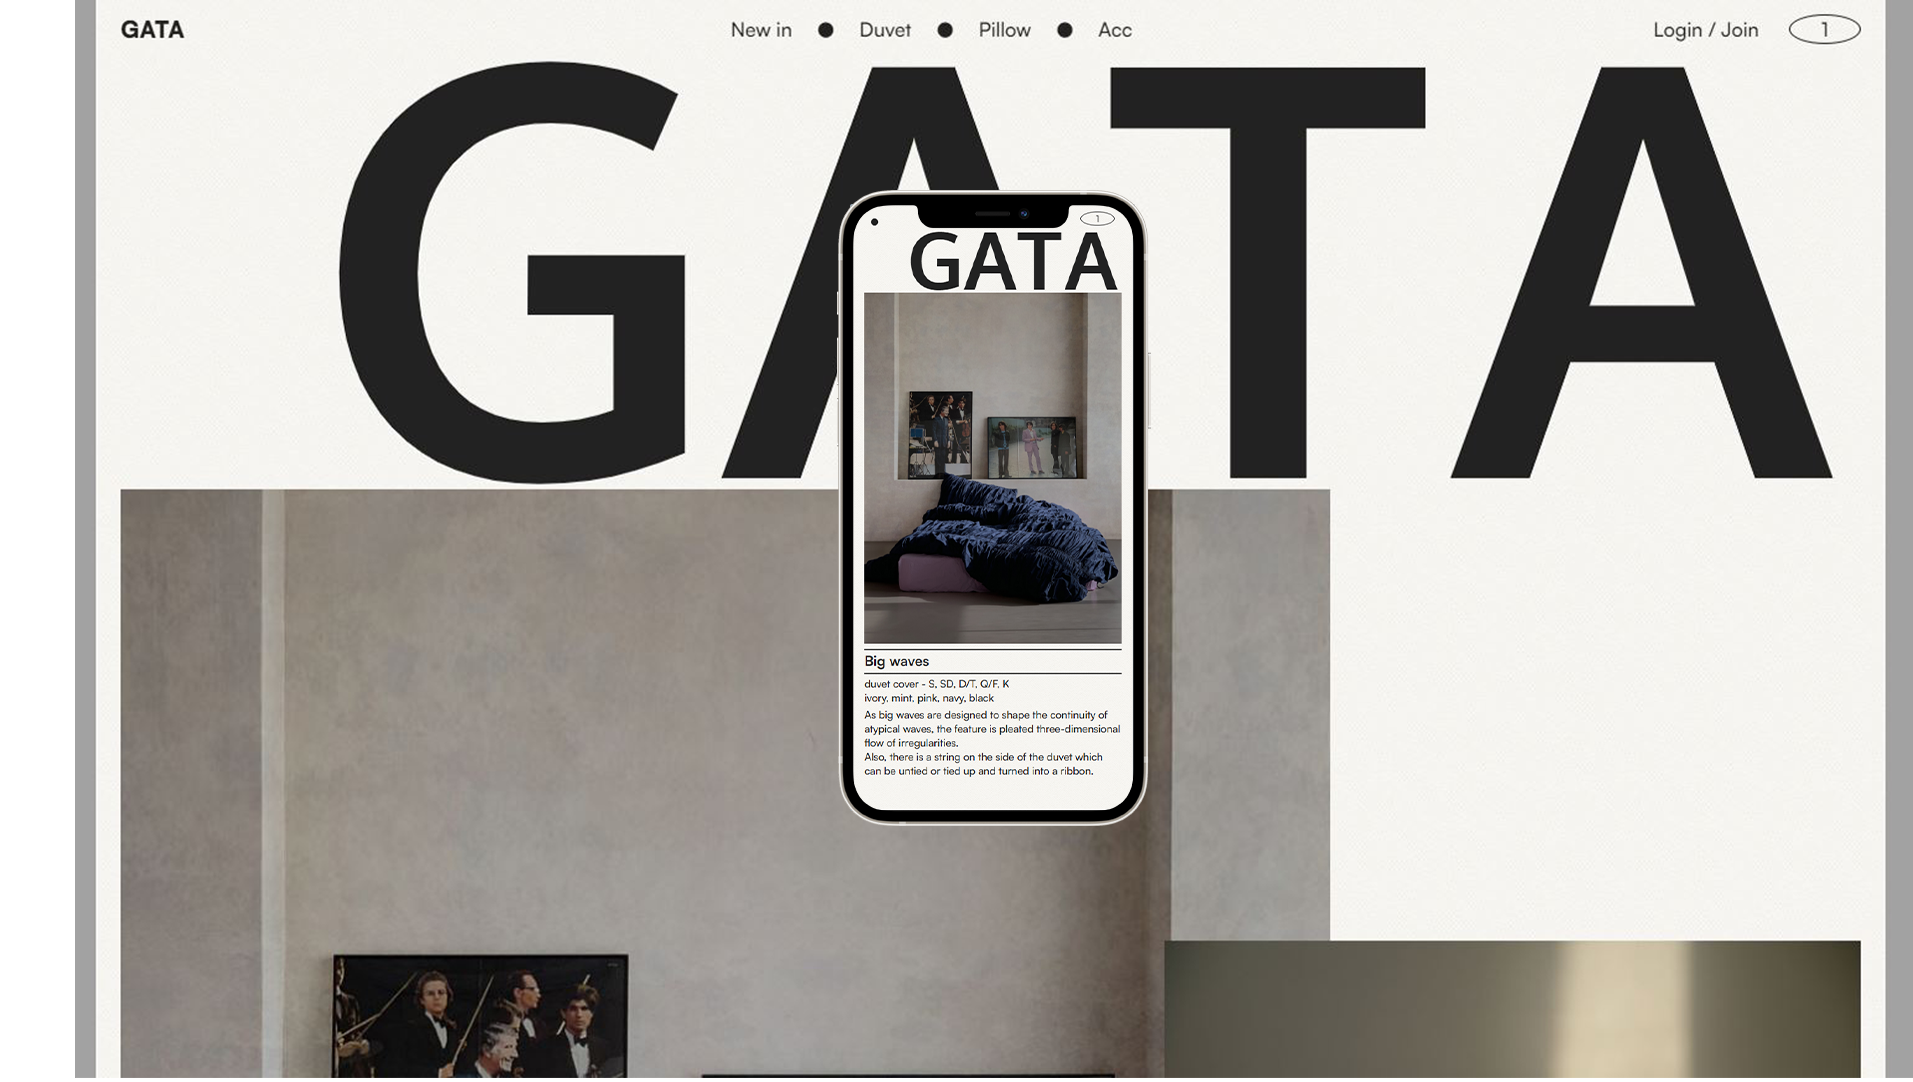 GATA
New in ● Duvet ● Pillow ● Acc
Login / Join
1
GATA
1
GATA
Big waves
duvet cover - S, SD, D/T, Q/F, K
ivory, mint, pink, navy, black
As big waves are designed to shape the continuity of
atypical waves, the feature is pleated three-dimensional
flow of irregularities.
Also, there is a string on the side of the duvet which
can be untied or tied up and turned into a ribbon.